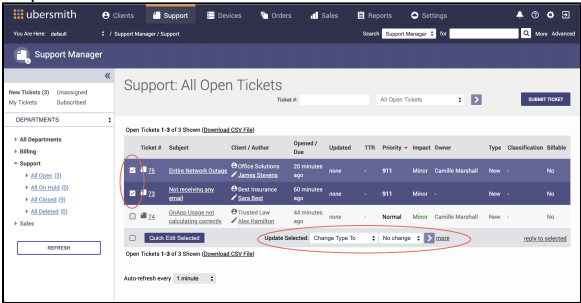 ubersmith Clients Support Devices Orders Sales Reports Settings
You Are Here: default / Support Manager / Support Search Support Manager for More Advanced
Support Manager
«
New Tickets (3) Unassigned
My Tickets Subscribed
DEPARTMENTS
All Departments
Billing
Support
All Open (3)
All On Hold (0)
All Closed (9)
All Deleted (0)
Sales
REFRESH
Support: All Open Tickets
Ticket #: All Open Tickets SUBMIT TICKET
Open Tickets 1-3 of 3 Shown (Download CSV File)
Ticket # Subject Client / Author Opened / Due Updated TTR Priority Impact Owner Type Classification Billable
75 Entire Network Outage Office Solutions James Stevens 20 minutes ago none - 911 Minor Camille Marshall New - No
73 Not receiving any email Best Insurance Sara Best 60 minutes ago none - 911 Minor - New - No
74 OnApp Usage not calculating correctly Trusted Law Alex Hamilton 44 minutes ago none - Normal Minor Camille Marshall New - No
Quick Edit Selected Update Selected: Change Type To No change more reply to selected
Open Tickets 1-3 of 3 Shown (Download CSV File)
Auto-refresh every 1 minute